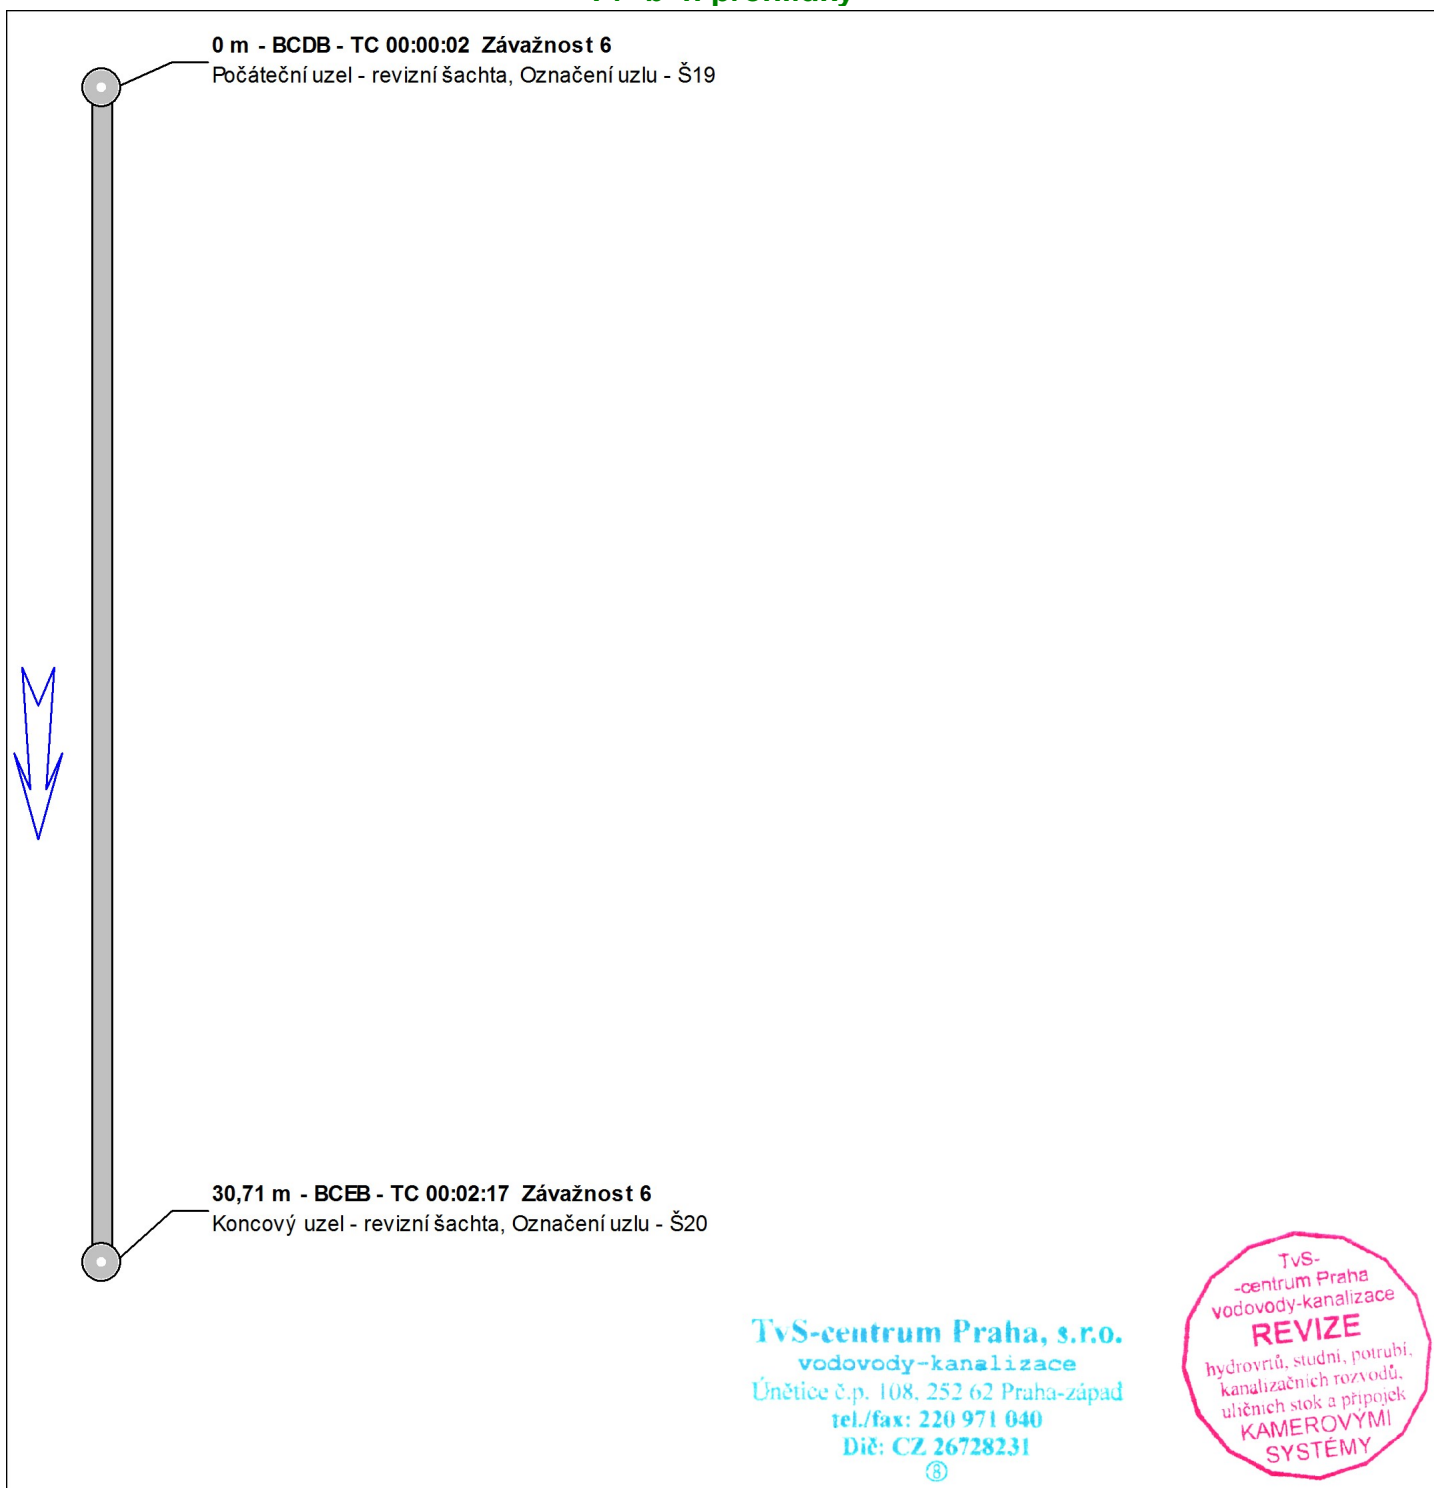 0 m - BCDB - TC 00:00:02 Závažnost 6
Počáteční uzel - revizní šachta, Označení uzlu - Š19
30,71 m - BCEB - TC 00:02:17 Závažnost 6
Koncový uzel - revizní šachta, Označení uzlu - Š20
TvS-centrum Praha, s.r.o.
vodovody-kanalizace
Únětice č.p. 108, 252 62 Praha-západ
tel./fax: 220 971 040
Dič: CZ 26728231
8
TvS-
-centrum Praha
vodovody-kanalizace
REVIZE
hydrovrtů, studní, potrubí,
kanalizačních rozvodů,
uličních stok a přípojek
KAMEROVÝMI
SYSTÉMY